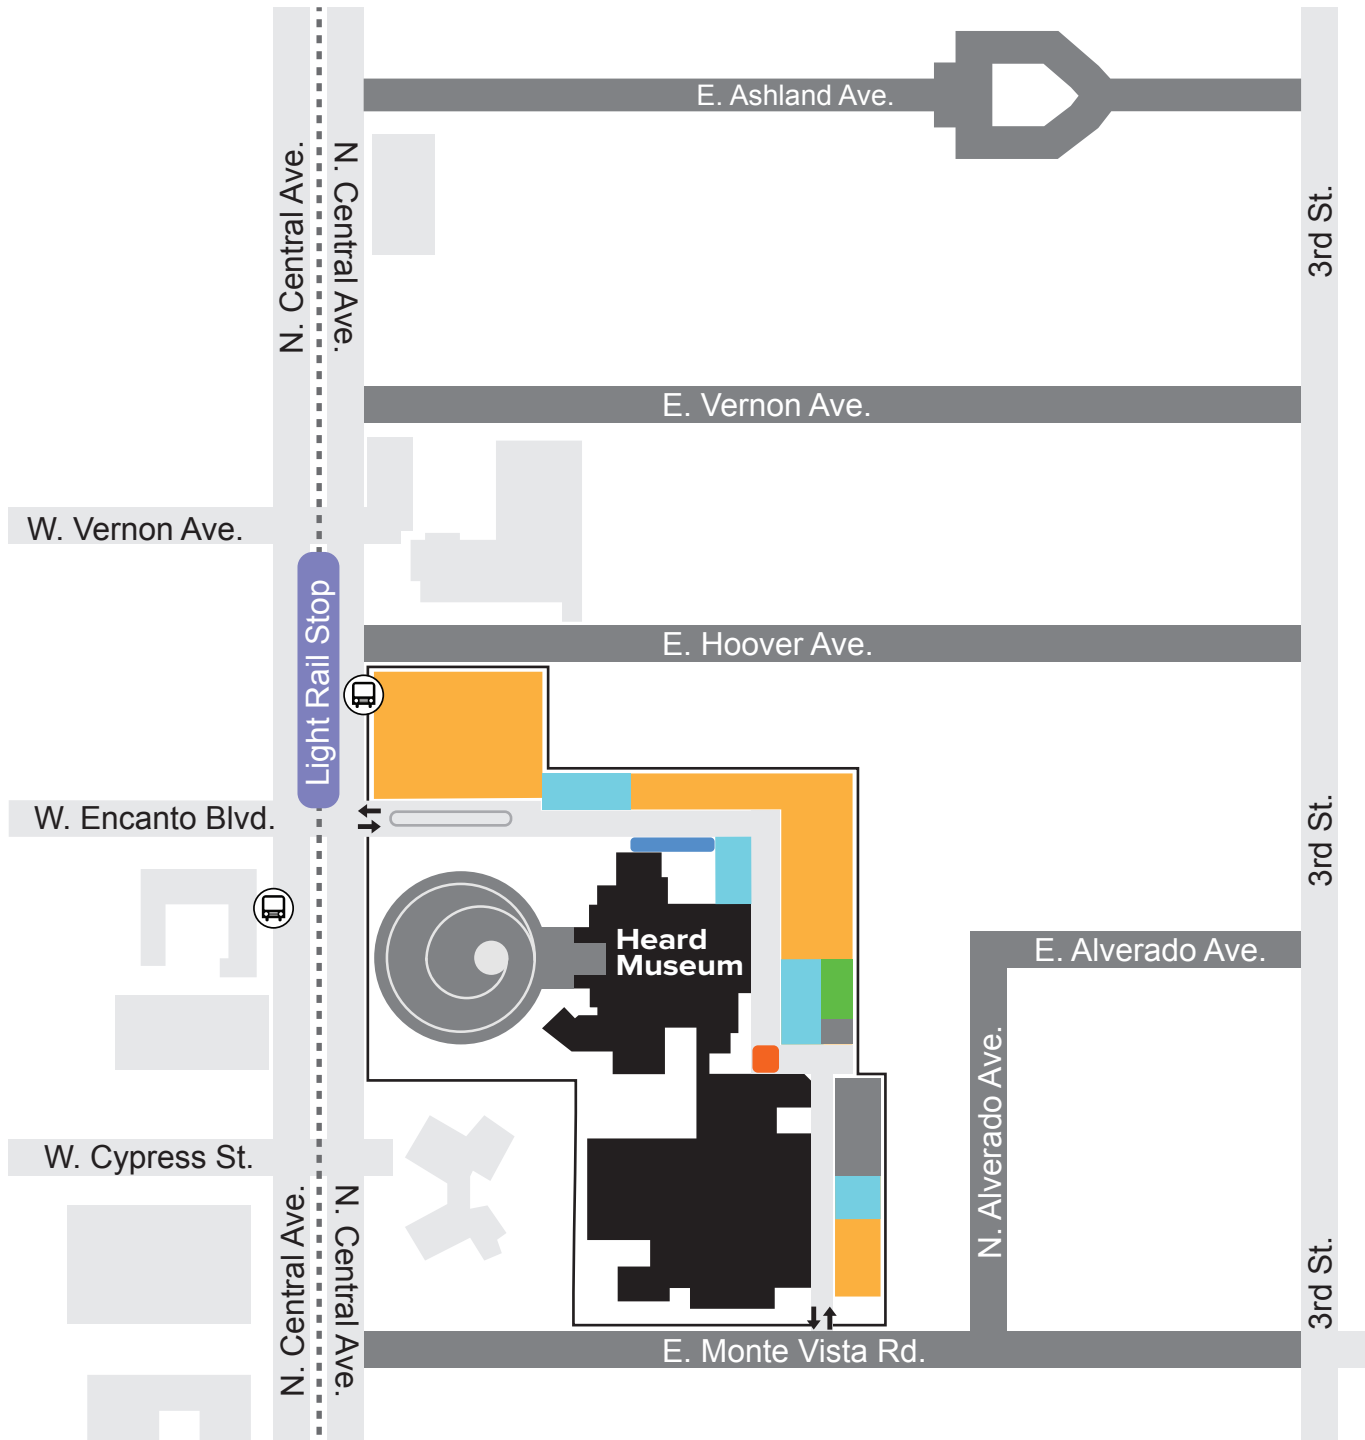 E. Ashland Ave.
N. Central Ave.
N. Central Ave.
3rd St.
E. Vernon Ave.
W. Vernon Ave.
Light Rail Stop
E. Hoover Ave.
W. Encanto Blvd.
3rd St.
Heard
Museum
E. Alverado Ave.
N. Alverado Ave.
W. Cypress St.
N. Central Ave.
N. Central Ave.
3rd St.
E. Monte Vista Rd.